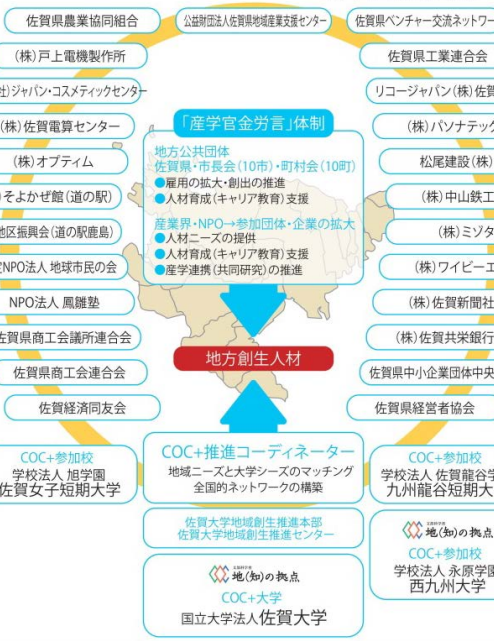 佐賀県農業協同組合
公益財団法人佐賀県地域産業支援センター
佐賀県ベンチャー交流ネットワー
(株)戸上電機製作所
佐賀県工業連合会
社)ジャパン・コスメティックセンター
リコージャパン(株)佐賀
(株)佐賀電算センター
(株)パソナテック
(株)オプティム
松尾建設(株)
そよかぜ館(道の駅)
(株)中山鉄工
地区振興会(道の駅鹿島)
(株)ミゾタ
NPO法人 地球市民の会
(株)ワイビーエ
NPO法人 鳳雛塾
(株)佐賀新聞社
佐賀県商工会議所連合会
(株)佐賀共栄銀行
佐賀県商工会連合会
佐賀県中小企業団体中央
佐賀経済同友会
佐賀県経営者協会
「産学官金労言」体制
地方公共団体
佐賀県・市長会(10市)・町村会(10町)
●雇用の拡大・創出の推進
●人材育成(キャリア教育)支援
産業界・NPO→参加団体・企業の拡大
●人材ニーズの提供
●人材育成(キャリア教育)支援
●産学連携(共同研究)の推進
地方創生人材
COC+推進コーディネーター
地域ニーズと大学シーズのマッチング
全国的ネットワークの構築
佐賀大学地域創生推進本部
佐賀大学地域創生推進センター
地(知)の拠点
COC+大学
国立大学法人佐賀大学
COC+参加校
学校法人 旭学園
佐賀女子短期大学
COC+参加校
学校法人 佐賀龍谷学
九州龍谷短期大
地(知)の拠点
COC+参加校
学校法人 永原学園
西九州大学